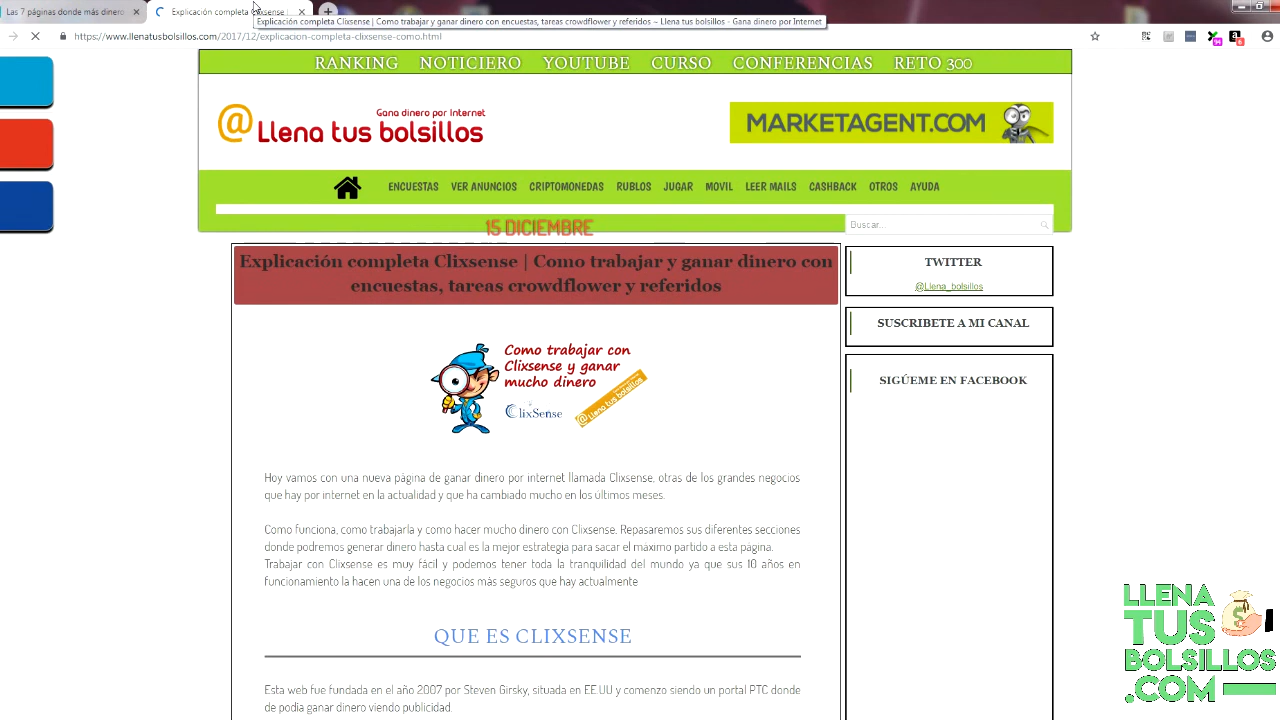 Las 7 páginas donde más dinero
Explicación completa Clixsense |
Explicación completa Clixsense | Como trabajar y ganar dinero con encuestas, tareas crowdflower y referidos ~ Llena tus bolsillos - Gana dinero por Internet
https://www.llenatusbolsillos.com/2017/12/explicacion-completa-clixsense-como.html
94
6
RANKING NOTICIERO YOUTUBE CURSO CONFERENCIAS RETO 300
Gana dinero por Internet
@ Llena tus bolsillos
MARKETAGENT.COM
ENCUESTAS VER ANUNCIOS CRIPTOMONEDAS RUBLOS JUGAR MOVIL LEER MAILS CASHBACK OTROS AYUDA
15 DICIEMBRE
Buscar...
Explicación completa Clixsense | Como trabajar y ganar dinero con
encuestas, tareas crowdflower y referidos
TWITTER
@Llena_bolsillos
SUSCRIBETE A MI CANAL
SIGÚEME EN FACEBOOK
Como trabajar con
Clixsense y ganar
mucho dinero
ClixSense
@ Llena tus bolsillos
Hoy vamos con una nueva página de ganar dinero por internet llamada Clixsense, otras de los grandes negocios
que hay por internet en la actualidad y que ha cambiado mucho en los últimos meses.
Como funciona, como trabajarla y como hacer mucho dinero con Clixsense. Repasaremos sus diferentes secciones
donde podremos generar dinero hasta cual es la mejor estrategia para sacar el máximo partido a esta página.
Trabajar con Clixsense es muy fácil y podemos tener toda la tranquilidad del mundo ya que sus 10 años en
funcionamiento la hacen una de los negocios más seguros que hay actualmente
QUE ES CLIXSENSE
Esta web fue fundada en el año 2007 por Steven Girsky, situada en EE.UU y comenzo siendo un portal PTC donde
de podía ganar dinero viendo publicidad.
LLENA
TUS
BOLSILLOS
.COM